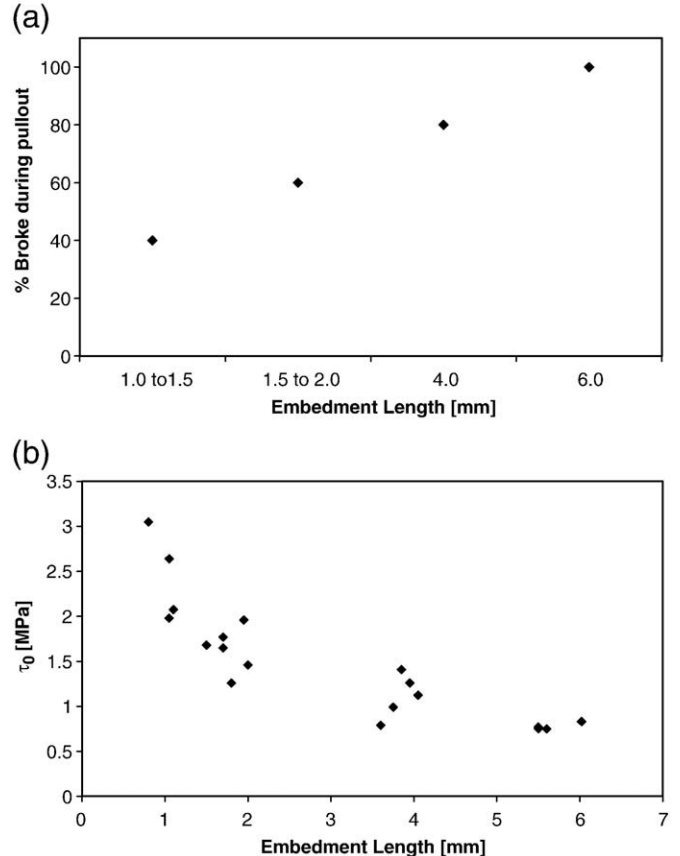 (a)
100
80
60
40
20
0
% Broke during pullout
1.0 to1.5 1.5 to 2.0 4.0 6.0
Embedment Length [mm]
(b)
3.5
3
2.5
2
1.5
1
0.5
0
τ0 [MPa]
0 1 2 3 4 5 6 7
Embedment Length [mm]